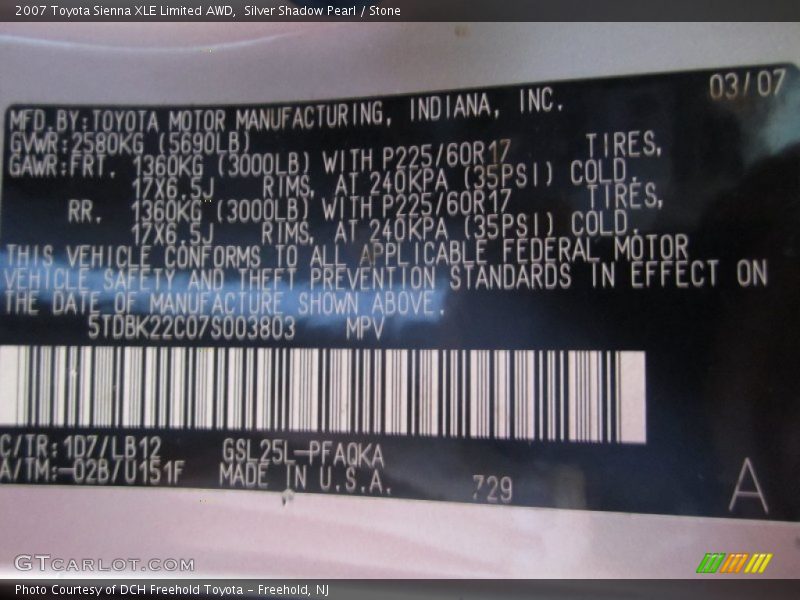 2007 Toyota Sienna XLE Limited AWD,  Silver Shadow Pearl / Stone
03/07
MFD.BY:TOYOTA MOTOR MANUFACTURING, INDIANA, INC.
GVWR:2580KG (5690LB)
GAWR:FRT. 1360KG (3000LB) WITH P225/60R17 TIRES,
17X6.5J RIMS, AT 240KPA (35PSI) COLD.
RR. 1360KG (3000LB) WITH P225/60R17 TIRES,
17X6.5J RIMS, AT 240KPA (35PSI) COLD.
THIS VEHICLE CONFORMS TO ALL APPLICABLE FEDERAL MOTOR
VEHICLE SAFETY AND THEFT PREVENTION STANDARDS IN EFFECT ON
THE DATE OF MANUFACTURE SHOWN ABOVE.
5TDBK22C07S003803 MPV
C/TR:1D7/LB12 GSL25L-PFAQKA
A/TM:-02B/U151F MADE IN U.S.A. 729 A
GTCARLOT.COM
Photo Courtesy of DCH Freehold Toyota - Freehold, NJ